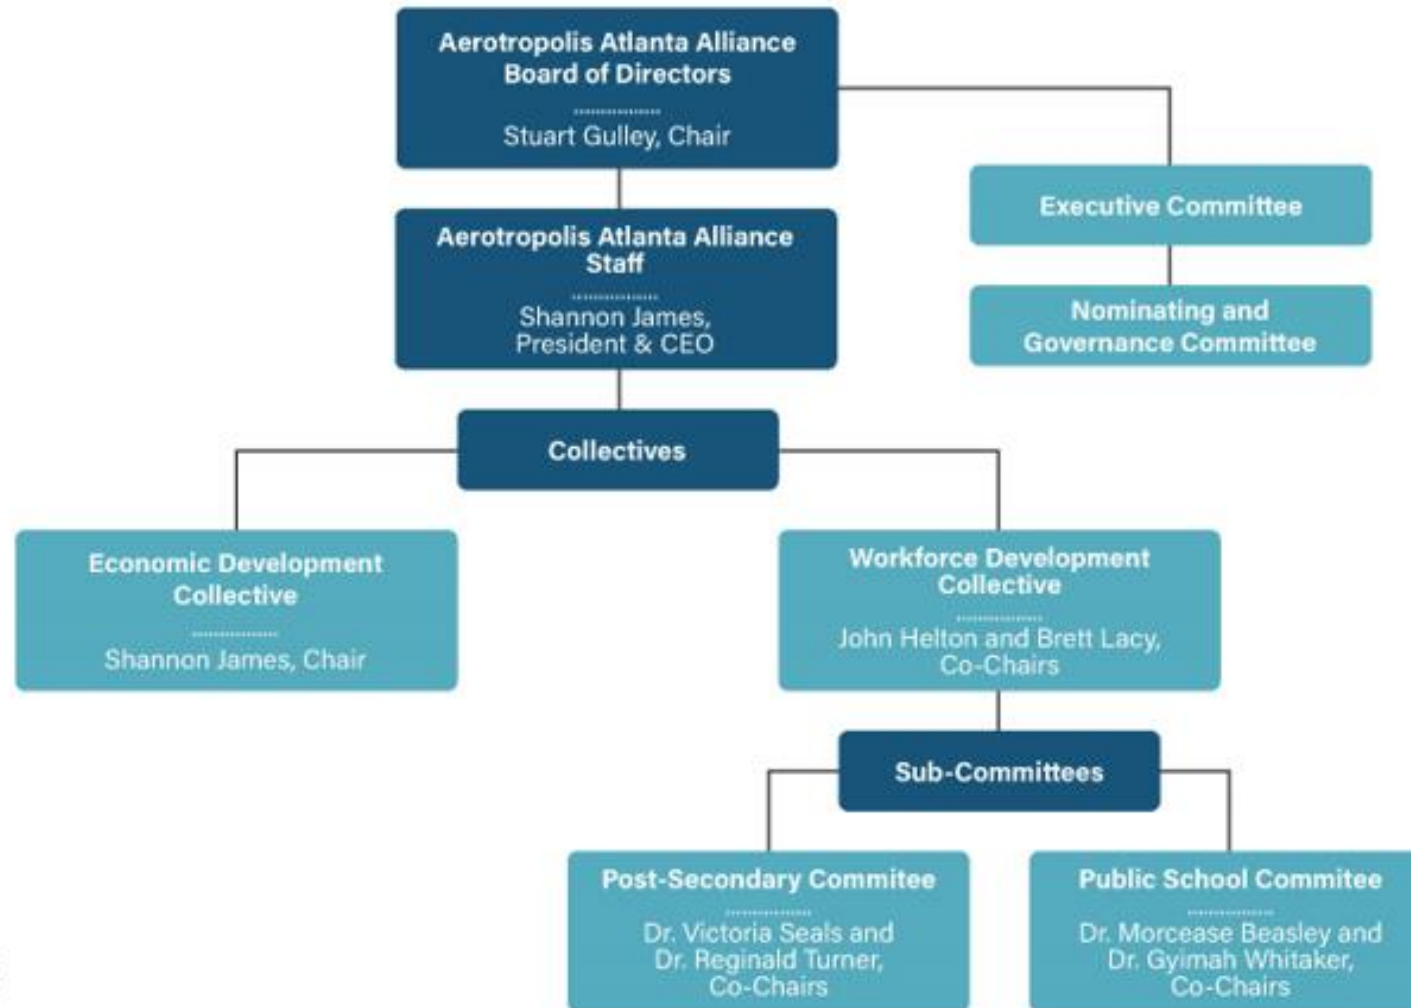 Aerotropolis Atlanta Alliance
Board of Directors
Stuart Gulley, Chair
Executive Committee
Aerotropolis Atlanta Alliance
Staff
Shannon James,
President & CEO
Nominating and
Governance Committee
Collectives
Economic Development
Collective
Shannon James, Chair
Workforce Development
Collective
John Helton and Brett Lacy,
Co-Chairs
Sub-Committees
Post-Secondary Commitee
Dr. Victoria Seals and
Dr. Reginald Turner,
Co-Chairs
Public School Commitee
Dr. Morcease Beasley and
Dr. Gyimah Whitaker,
Co-Chairs